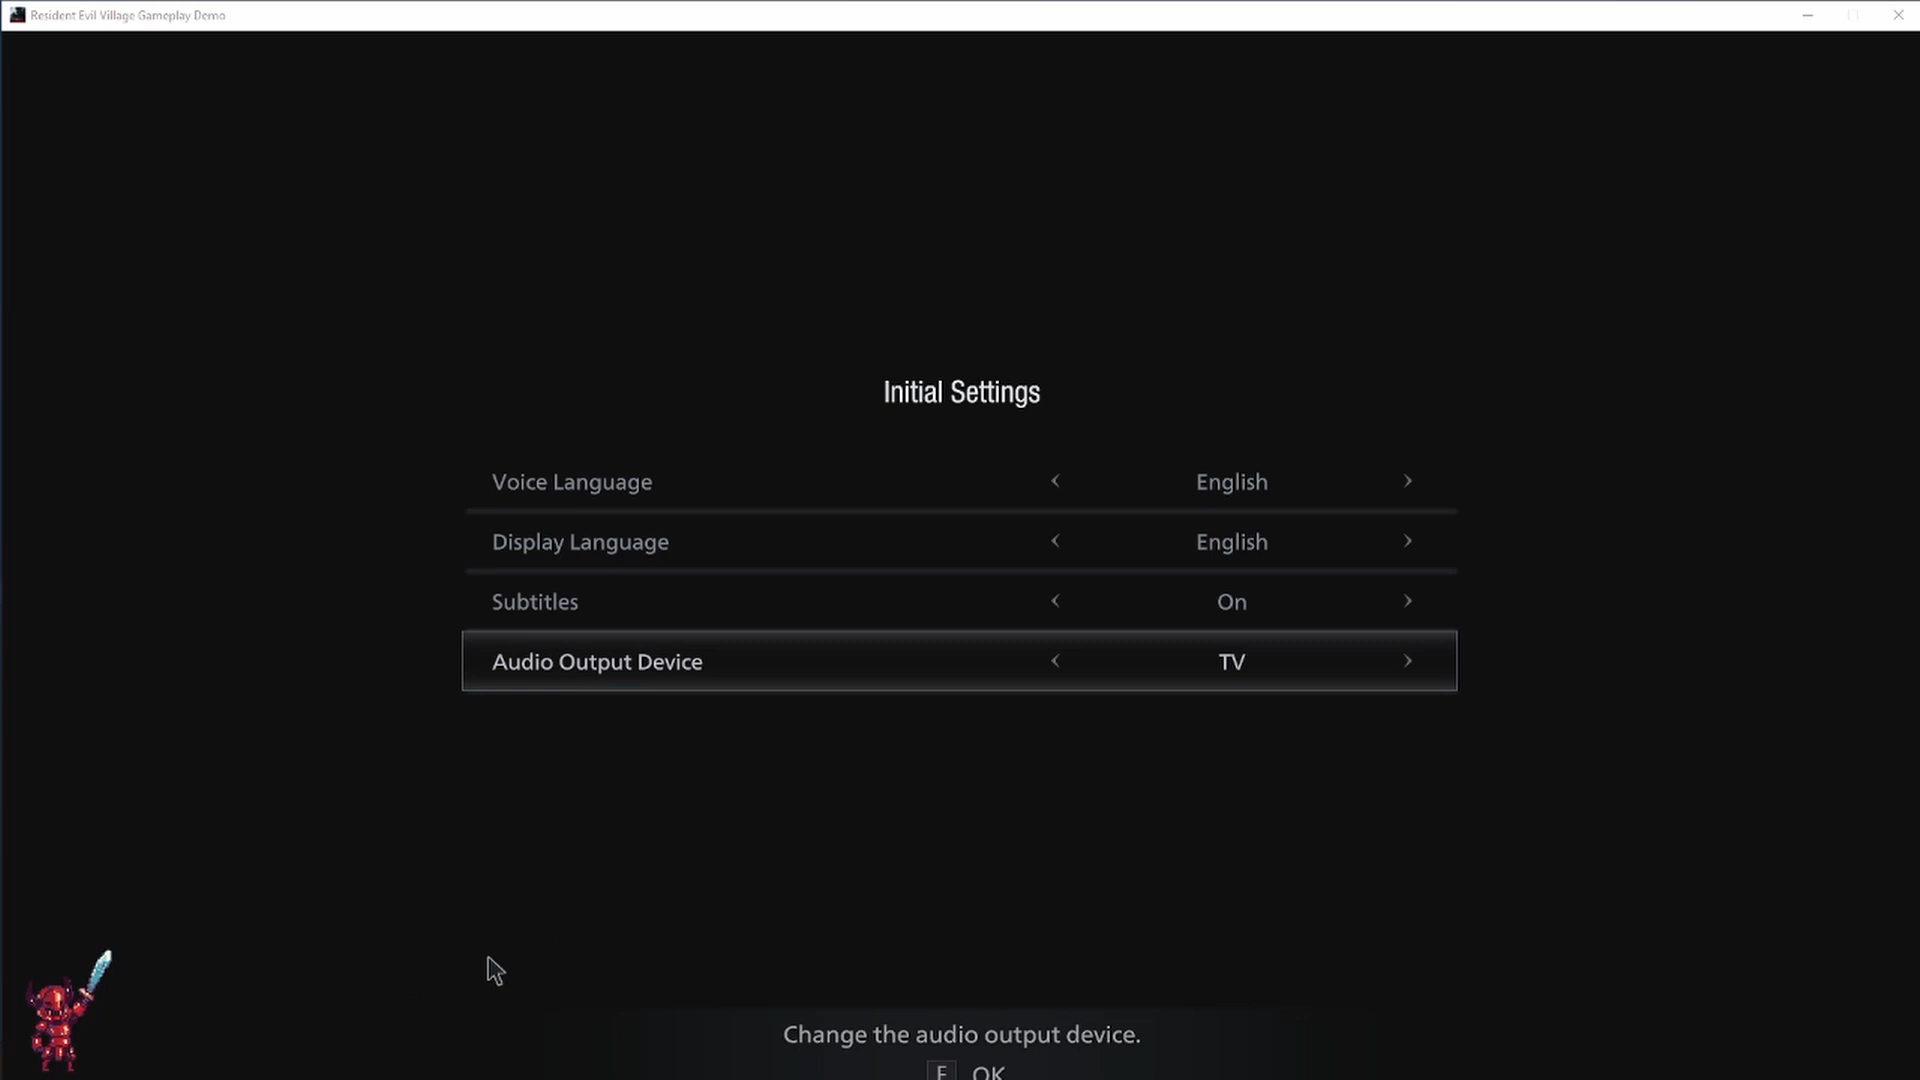 Resident Evil Village Gameplay Demo
Initial Settings
Voice Language < English >
Display Language < English >
Subtitles < On >
Audio Output Device < TV >
Change the audio output device.
F OK